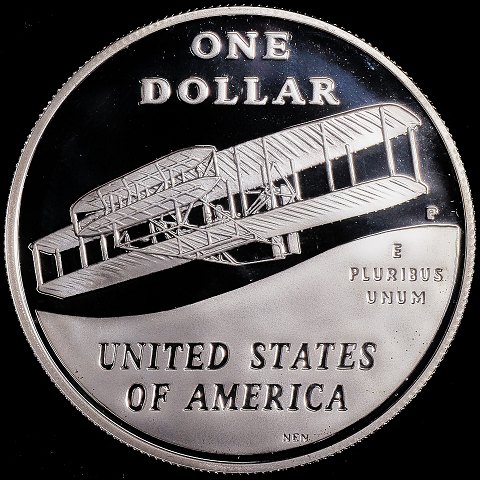 ONE
DOLLAR
P
E
PLURIBUS
UNUM
UNITED STATES
OF AMERICA
NEN